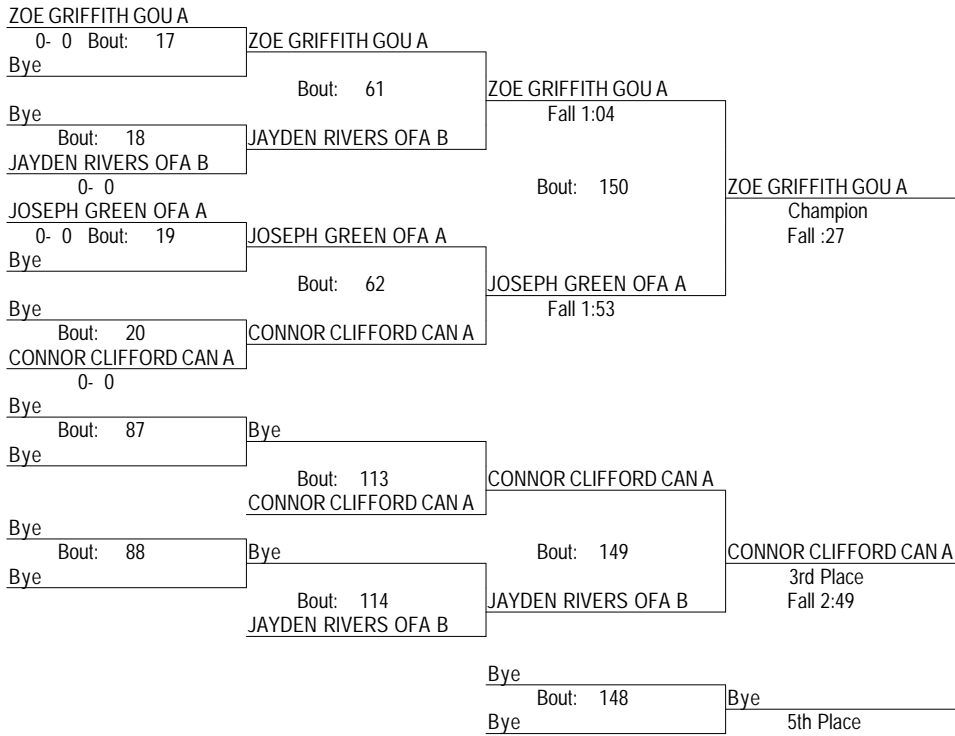 ZOE GRIFFITH GOU A
0- 0 Bout: 17 ZOE GRIFFITH GOU A
Bye
Bout: 61 ZOE GRIFFITH GOU A
Bye Fall 1:04
Bout: 18 JAYDEN RIVERS OFA B
JAYDEN RIVERS OFA B
0- 0 Bout: 150 ZOE GRIFFITH GOU A
JOSEPH GREEN OFA A Champion
0- 0 Bout: 19 JOSEPH GREEN OFA A Fall :27
Bye
Bout: 62 JOSEPH GREEN OFA A
Bye Fall 1:53
Bout: 20 CONNOR CLIFFORD CAN A
CONNOR CLIFFORD CAN A
0- 0
Bye
Bout: 87 Bye
Bye
Bout: 113 CONNOR CLIFFORD CAN A
CONNOR CLIFFORD CAN A
Bye
Bout: 88 Bye Bout: 149 CONNOR CLIFFORD CAN A
Bye 3rd Place
Bout: 114 JAYDEN RIVERS OFA B Fall 2:49
JAYDEN RIVERS OFA B
Bye
Bout: 148 Bye
Bye 5th Place